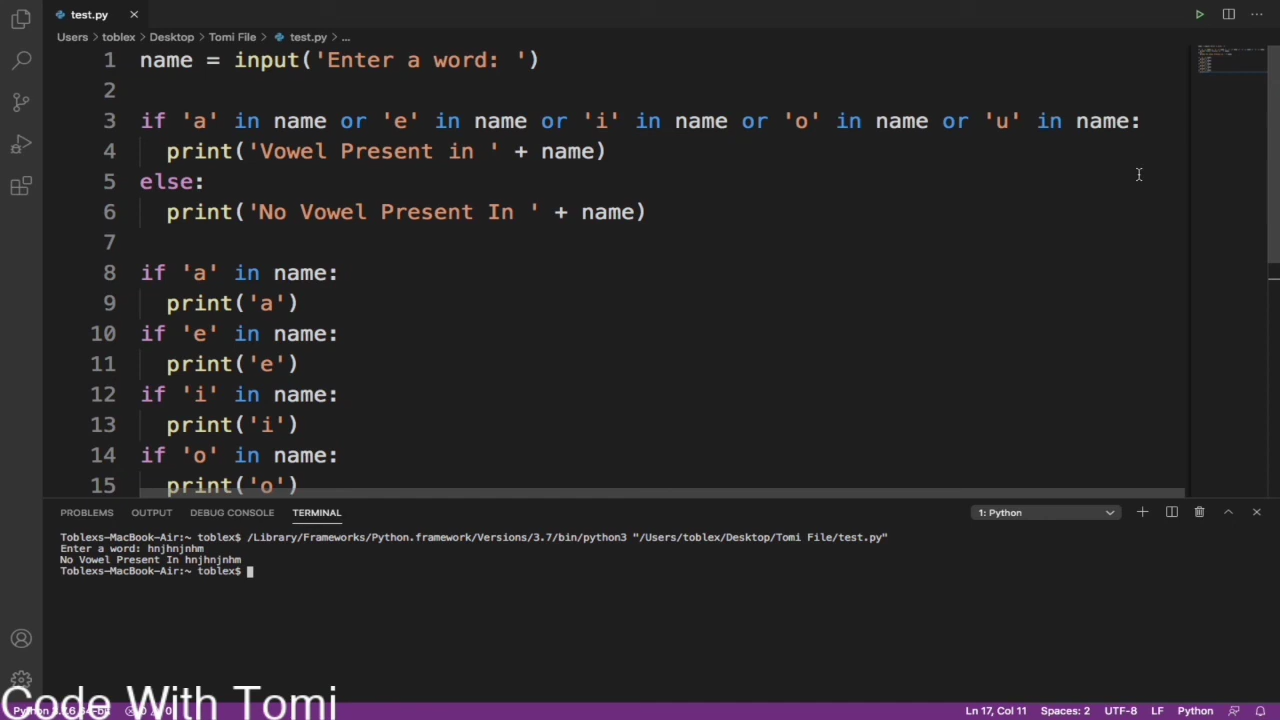 test.py
Users > toblex > Desktop > Tomi File > test.py > ...
1 name = input('Enter a word: ')
2
3 if 'a' in name or 'e' in name or 'i' in name or 'o' in name or 'u' in name:
4 print('Vowel Present in ' + name)
5 else:
6 print('No Vowel Present In ' + name)
7
8 if 'a' in name:
9 print('a')
10 if 'e' in name:
11 print('e')
12 if 'i' in name:
13 print('i')
14 if 'o' in name:
15 print('o')
PROBLEMS OUTPUT DEBUG CONSOLE TERMINAL 1: Python
Toblexs-MacBook-Air:~ toblex$ /Library/Frameworks/Python.framework/Versions/3.7/bin/python3 "/Users/toblex/Desktop/Tomi File/test.py"
Enter a word: hnjhnjnhm
No Vowel Present In hnjhnjnhm
Toblexs-MacBook-Air:~ toblex$
Code With Tomi
Ln 17, Col 11 Spaces: 2 UTF-8 LF Python